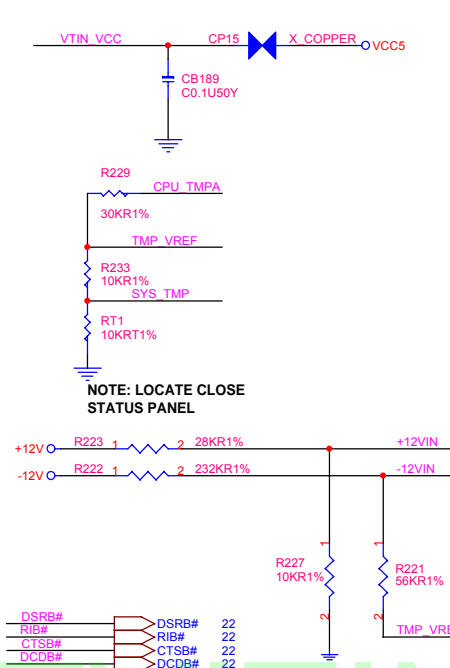 VTIN_VCC CP15 X_COPPER VCC5
CB189
C0.1U50Y
R229
CPU_TMPA
30KR1%
TMP_VREF
R233
10KR1%
SYS_TMP
RT1
10KRT1%
NOTE: LOCATE CLOSE
STATUS PANEL
+12V R223 1 2 28KR1% +12VIN
-12V R222 1 2 232KR1% -12VIN
1 1
R227
10KR1%
R221
56KR1%
2 2
TMP_VRE
DSRB# DSRB# 22
RIB# RIB# 22
CTSB# CTSB# 22
DCDB# DCDB# 22